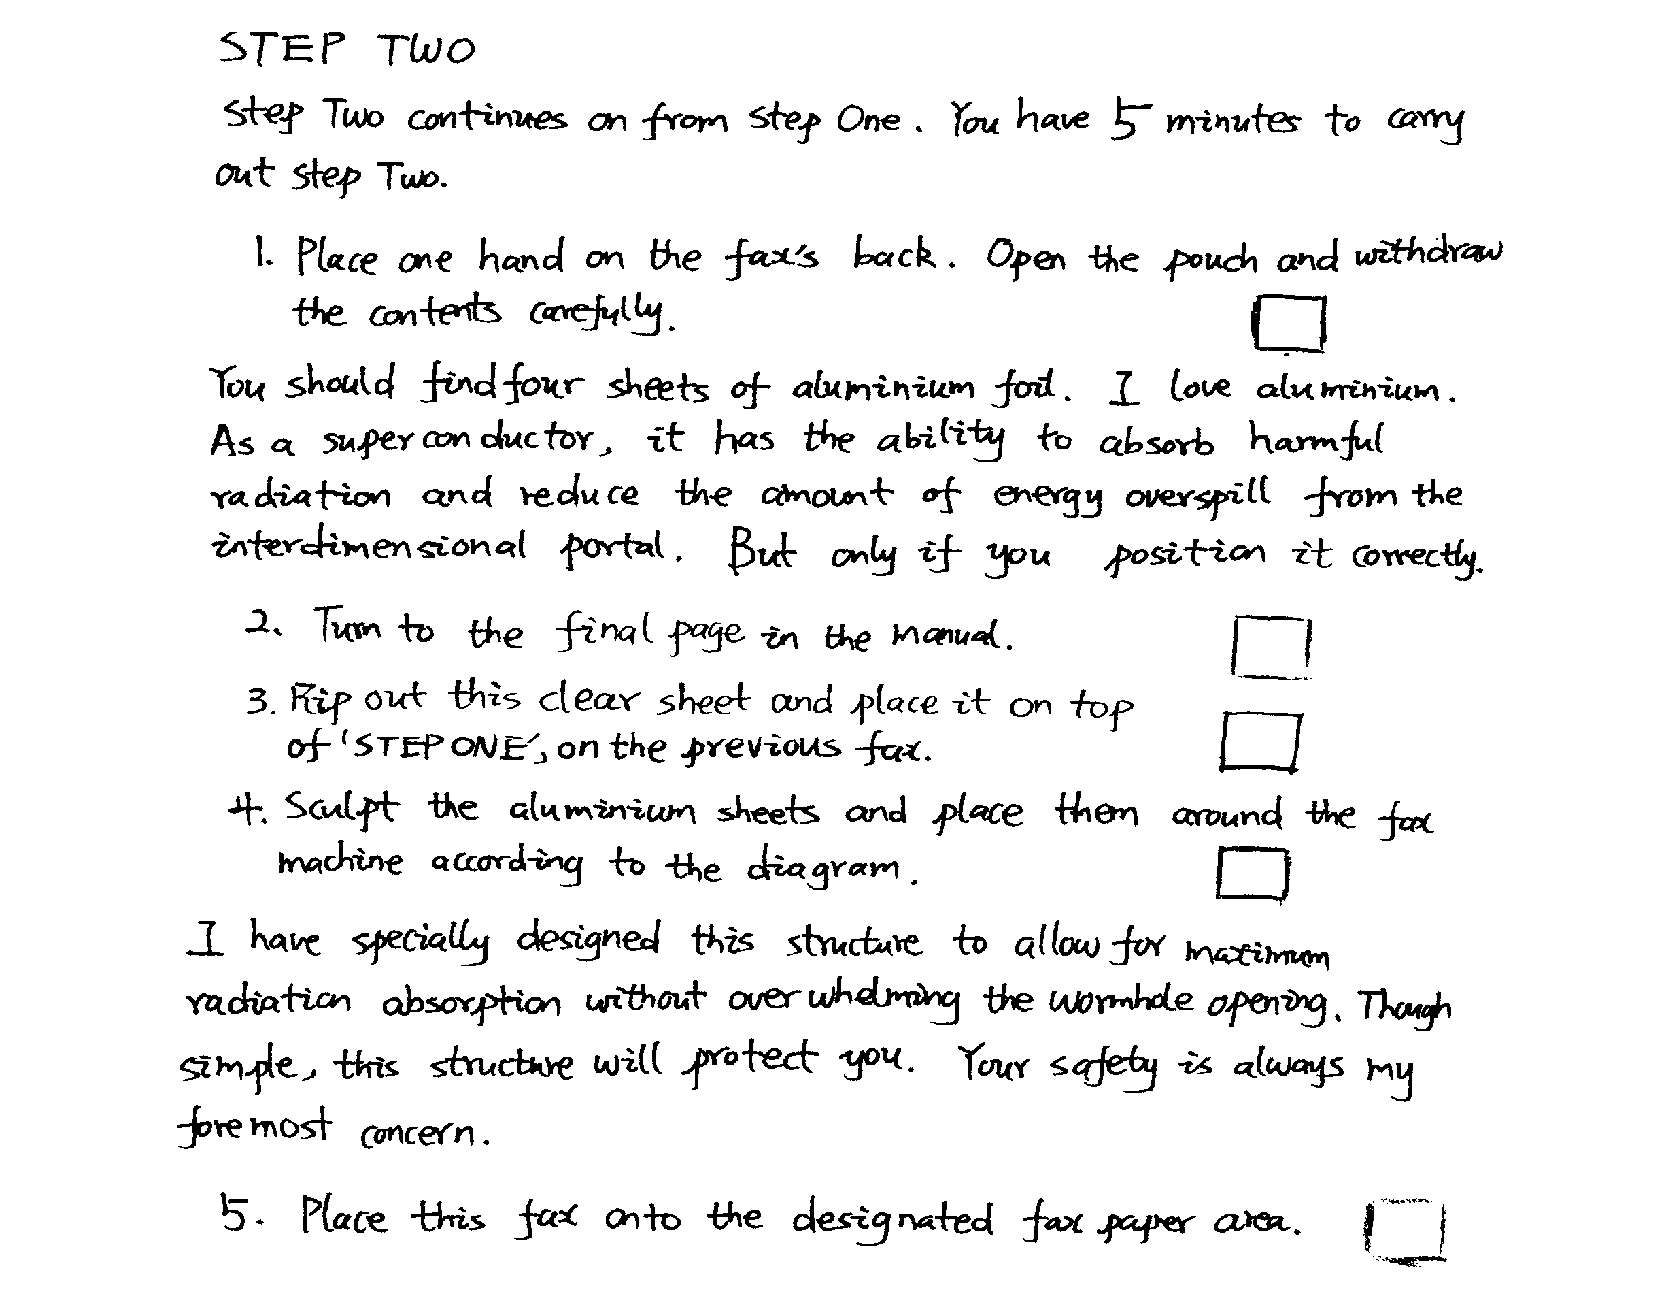 STEP TWO
Step Two continues on from Step One. You have 5 minutes to carry
out step Two.
1. Place one hand on the fax's back. Open the pouch and withdraw
the contents carefully.
You should find four sheets of aluminium foil. I love aluminium.
As a superconductor, it has the ability to absorb harmful
radiation and reduce the amount of energy overspill from the
interdimensional portal. But only if you position it correctly.
2. Turn to the final page in the manual.
3. Rip out this clear sheet and place it on top
of 'STEP ONE', on the previous fax.
4. Sculpt the aluminium sheets and place them around the fax
machine according to the diagram.
I have specially designed this structure to allow for maximum
radiation absorption without overwhelming the wormhole opening. Though
simple, this structure will protect you. Your safety is always my
foremost concern.
5. Place this fax onto the designated fax paper area.